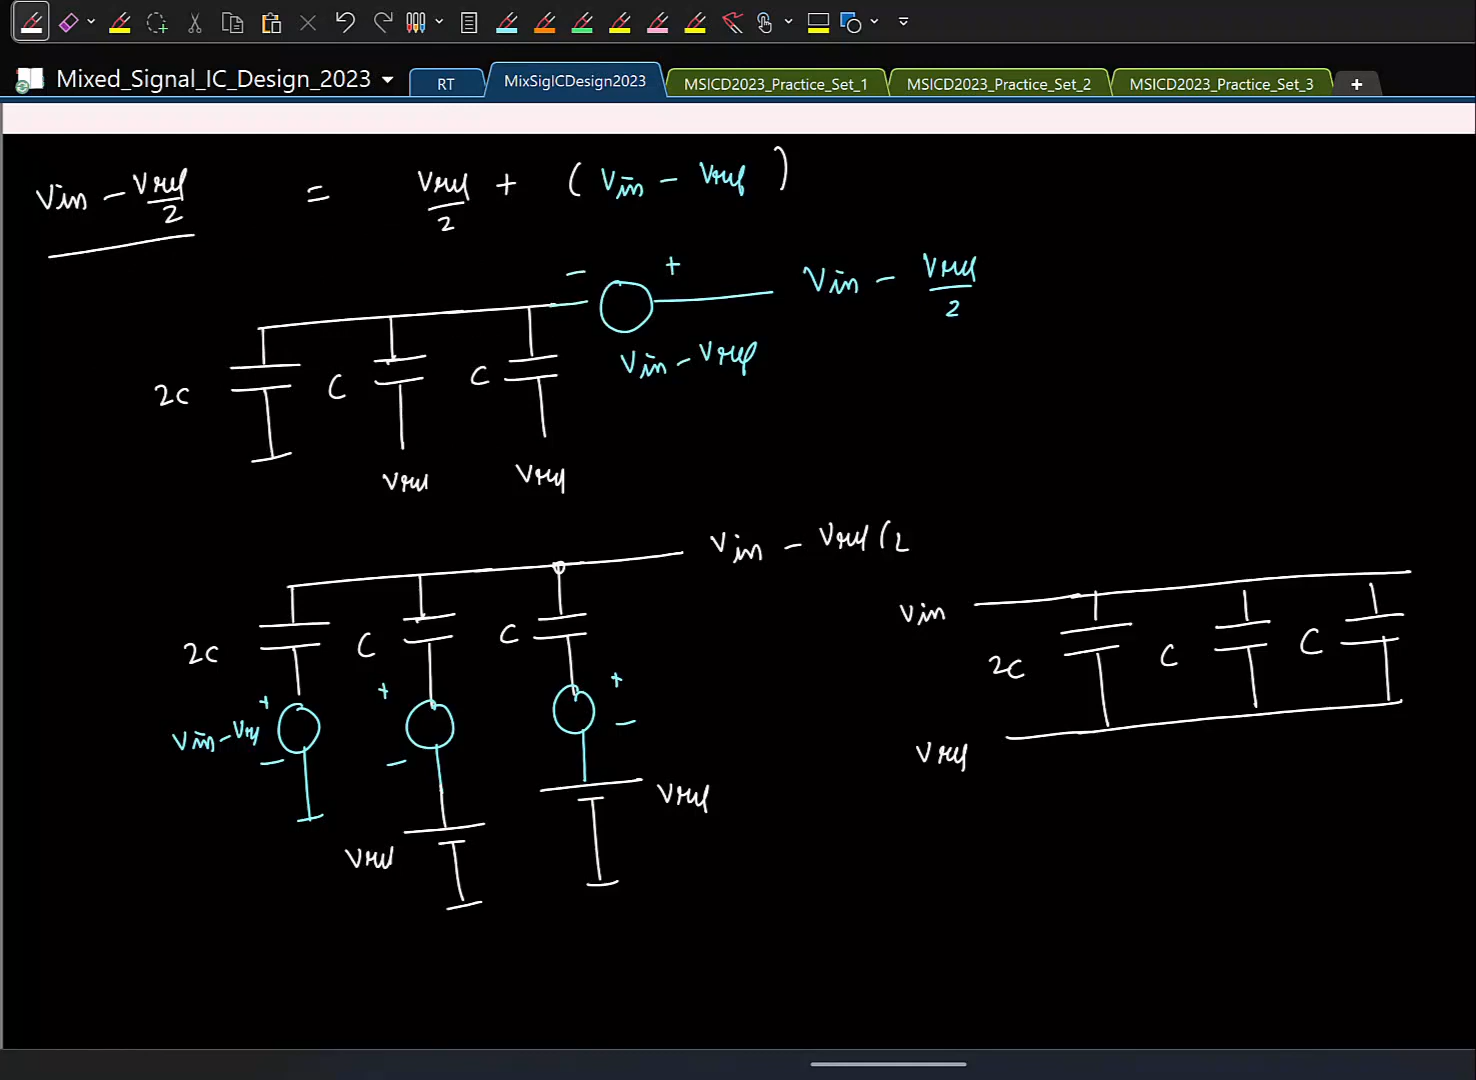 Mixed_Signal_IC_Design_2023
RT
MixSigICDesign2023
MSICD2023_Practice_Set_1
MSICD2023_Practice_Set_2
MSICD2023_Practice_Set_3
+
Vin - Vref/2 = Vref/2 + (Vin - Vref)
- + Vin - Vref/2
Vin - Vref
2C C C
Vref Vref
Vin - Vref/2
Vin
2C C C
2C C C
+ + +
Vin - Vref
- - -
Vref
Vref
Vref